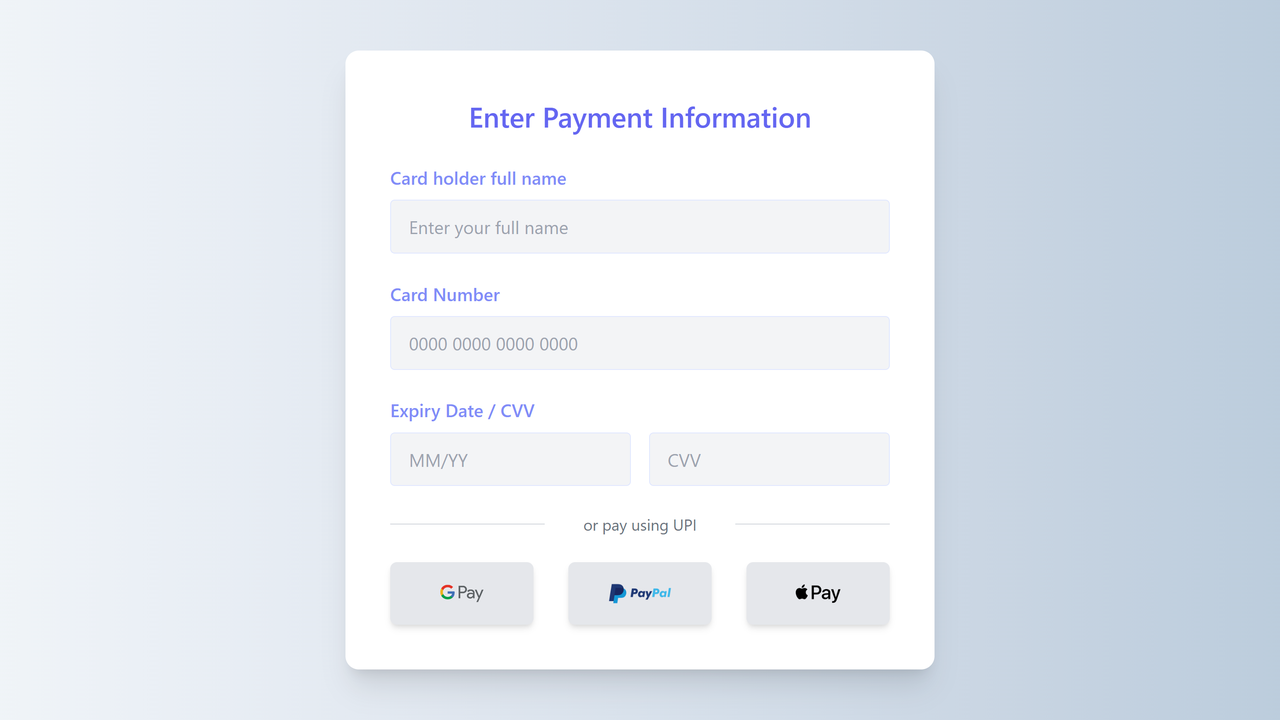 Enter Payment Information
Card holder full name
Enter your full name
Card Number
0000 0000 0000 0000
Expiry Date / CVV
MM/YY CVV
or pay using UPI
G Pay PayPal Pay